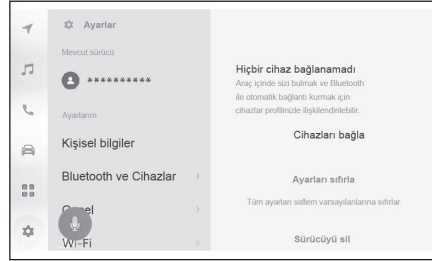 Ayarlar
Mevcut sürücü
**********
Ayarlarım
Kişisel bilgiler
Bluetooth ve Cihazlar
Genel
Wi-Fi
Hiçbir cihaz bağlanamadı
Araç içinde sizi bulmak ve Bluetooth
ile otomatik bağlantı kurmak için
cihazlar profilinizle ilişkilendirilebilir.
Cihazları bağla
Ayarları sıfırla
Tüm ayarları sistem varsayılanlarına sıfırlar
Sürücüyü sil